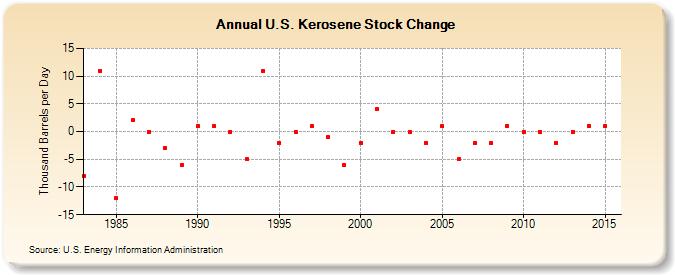 Annual U.S. Kerosene Stock Change
Thousand Barrels per Day
15
10
5
0
-5
-10
-15
1985 1990 1995 2000 2005 2010 2015
Source: U.S. Energy Information Administration